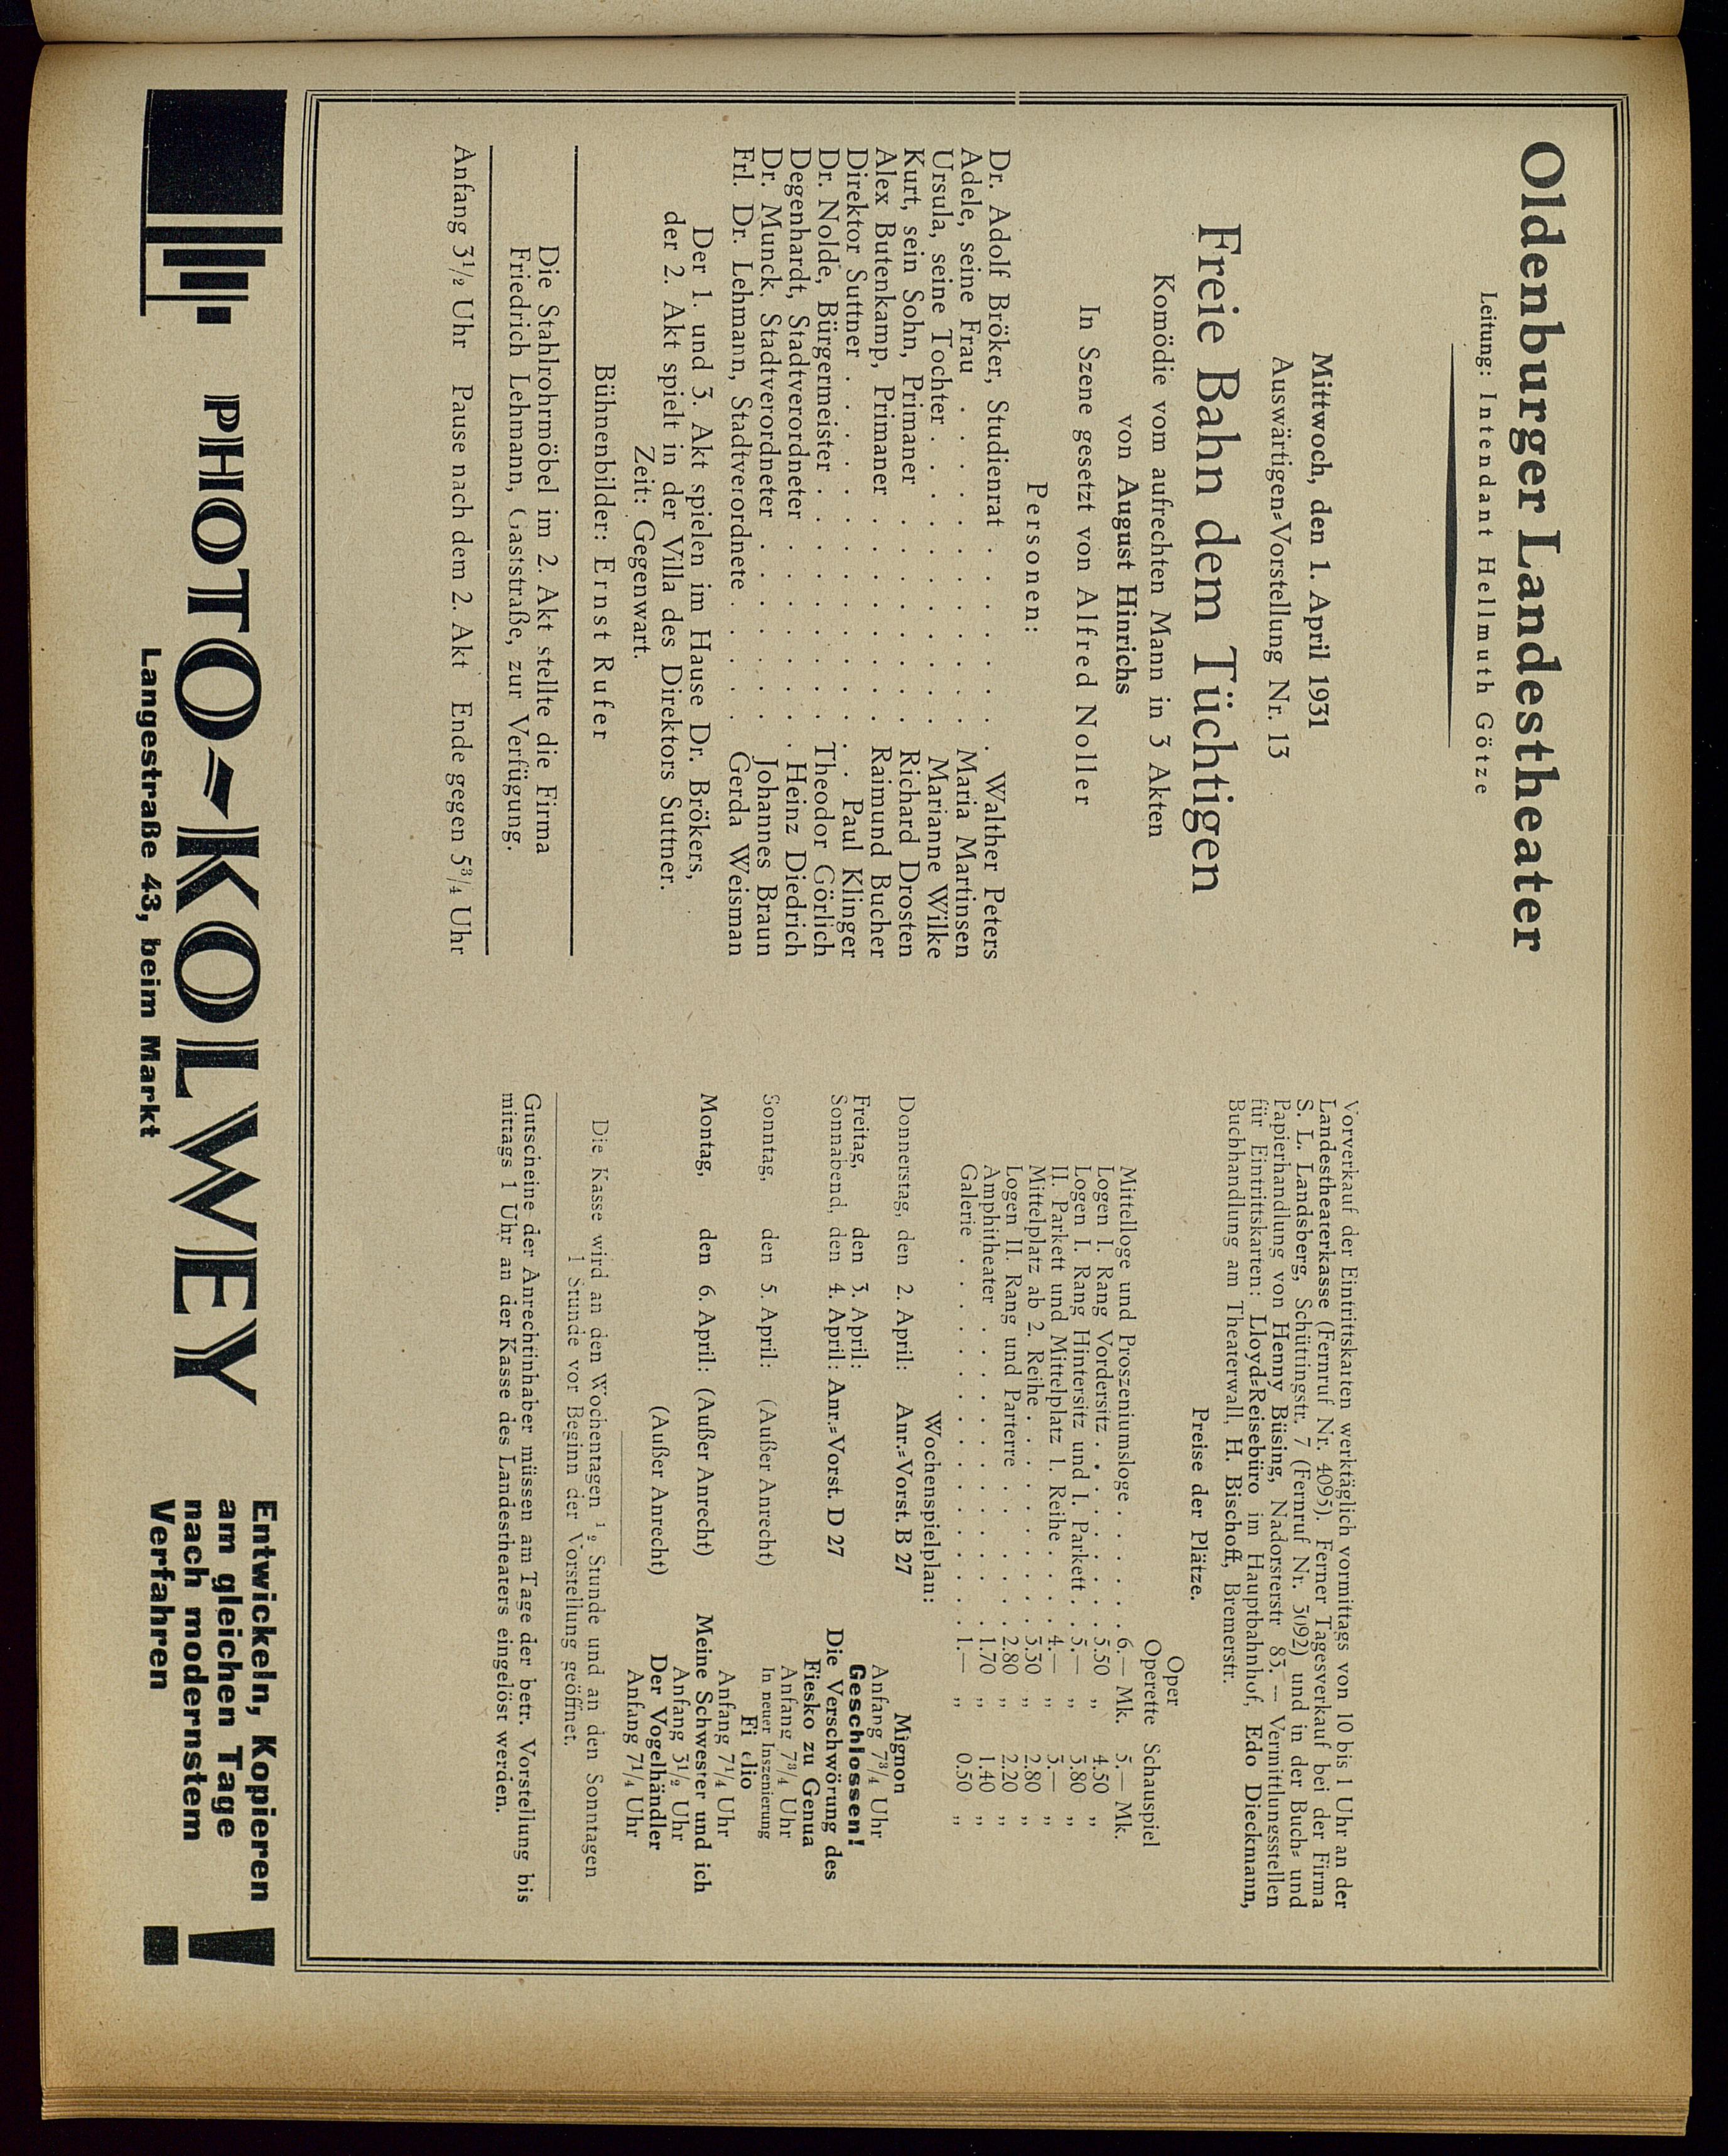 Oldenburger Landestheater
Leitung: Intendant Hellmuth Götze
Mittwoch, den 1. April 1931
Auswärtigen=Vorstellung Nr. 13
Freie Bahn dem Tüchtigen
Komödie vom aufrechten Mann in 3 Akten
von August Hinrichs
In Szene gesetzt von Alfred Noller
Personen:
Dr. Adolf Bröker, Studienrat . . . . . . . Walther Peters
Adele, seine Frau . . . . . . . . . . Maria Martinsen
Ursula, seine Tochter . . . . . . . . . Marianne Wilke
Kurt, sein Sohn, Primaner . . . . . . . Richard Drosten
Alex Butenkamp, Primaner . . . . . . . Raimund Bucher
Direktor Suttner . . . . . . . . . . . Paul Klinger
Dr. Nolde, Bürgermeister . . . . . . . . Theodor Görlich
Degenhardt, Stadtverordneter . . . . . . . Heinz Diedrich
Dr. Munck, Stadtverordneter . . . . . . . Johannes Braun
Frl. Dr. Lehmann, Stadtverordnete . . . . . Gerda Weisman
Der 1. und 3. Akt spielen im Hause Dr. Brökers,
der 2. Akt spielt in der Villa des Direktors Suttner.
Zeit: Gegenwart.
Bühnenbilder: Ernst Rufer
Die Stahlrohrmöbel im 2. Akt stellte die Firma
Friedrich Lehmann, Gaststraße, zur Verfügung.
Anfang 3½ Uhr Pause nach dem 2. Akt Ende gegen 5¾ Uhr
Vorverkauf der Eintrittskarten werktäglich vormittags von 10 bis 1 Uhr an der
Landestheaterkasse (Fernruf Nr. 4095). Ferner Tagesverkauf bei der Firma
S. L. Landsberg, Schüttingstr. 7 (Fernruf Nr. 3092) und in der Buch= und
Papierhandlung von Henny Büsing, Nadorsterstr 83. — Vermittlungsstellen
für Eintrittskarten: Lloyd=Reisebüro im Hauptbahnhof, Edo Dieckmann,
Buchhandlung am Theaterwall, H. Bischoff, Bremerstr.
Preise der Plätze.
Oper
Operette Schauspiel
Mittelloge und Proszeniumsloge . . . . . 6.— Mk. 5.— Mk.
Logen I. Rang Vordersitz . . . . . . . 5.50 „ 4.50 „
Logen I. Rang Hintersitz und I. Parkett . . 5.— „ 3.80 „
II. Parkett und Mittelplatz 1. Reihe . . . . 4.— „ 3.— „
Mittelplatz ab 2. Reihe . . . . . . . . 3.30 „ 2.80 „
Logen II. Rang und Parterre . . . . . . 2.80 „ 2.20 „
Amphitheater . . . . . . . . . . . 1.70 „ 1.40 „
Galerie . . . . . . . . . . . . . 1.— „ 0.50 „
Wochenspielplan:
Donnerstag, den 2. April: Anr.=Vorst. B 27 Mignon
Anfang 7¾ Uhr
Freitag, den 3. April: Geschlossen!
Sonnabend, den 4. April: Anr.=Vorst. D 27 Die Verschwörung des
Fiesko zu Genua
Anfang 7¾ Uhr
In neuer Inszenierung
Sonntag, den 5. April: (Außer Anrecht) Fi elio
Anfang 7¼ Uhr
Montag, den 6. April: (Außer Anrecht) Meine Schwester und ich
Anfang 3½ Uhr
(Außer Anrecht) Der Vogelhändler
Anfang 7¼ Uhr
Die Kasse wird an den Wochentagen ½ Stunde und an den Sonntagen
1 Stunde vor Beginn der Vorstellung geöffnet.
Gutscheine der Anrechtinhaber müssen am Tage der betr. Vorstellung bis
mittags 1 Uhr an der Kasse des Landestheaters eingelöst werden.
PHOTO-KOLWEY
Langestraße 43, beim Markt
Entwickeln, Kopieren
am gleichen Tage
nach modernstem
Verfahren !